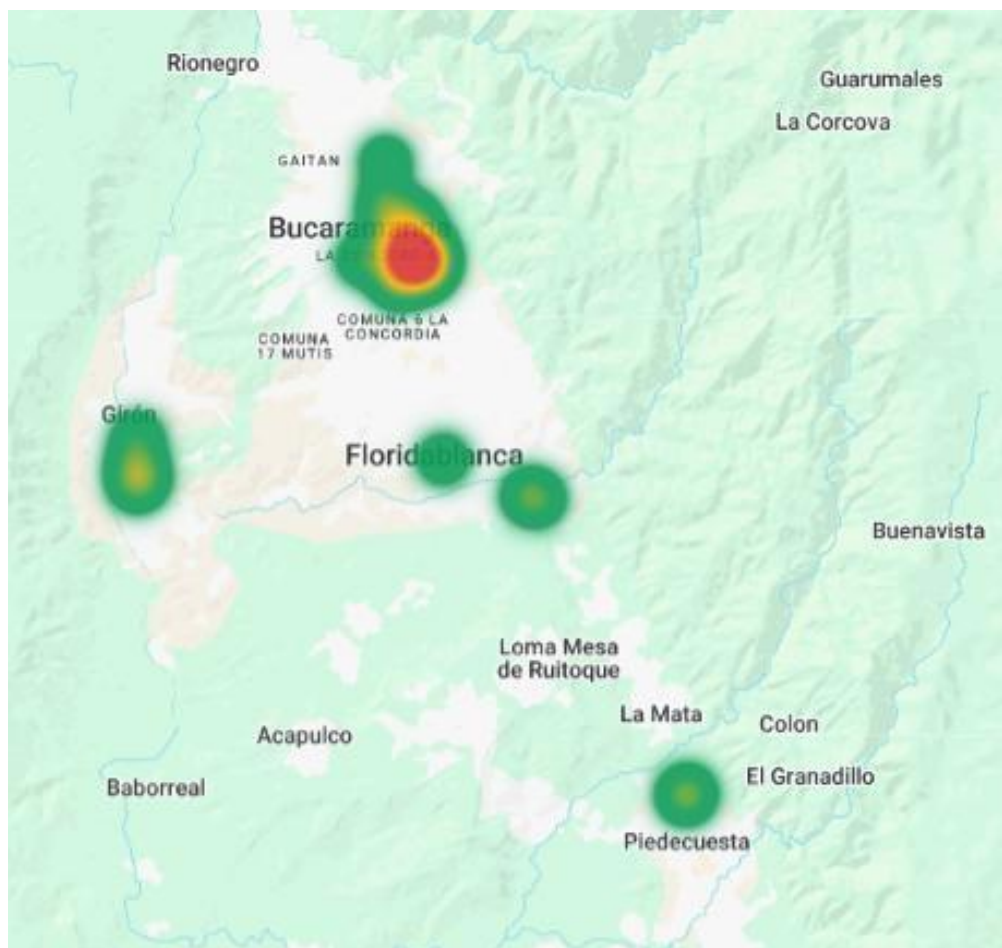 Rionegro
Guarumales
La Corcova
GAITAN
Bucaramanga
LA
COMUNA 6 LA
CONCORDIA
COMUNA
17 MUTIS
Girón
Floridablanca
Buenavista
Loma Mesa
de Ruitoque
La Mata
Colon
Acapulco
El Granadillo
Baborreal
Piedecuesta